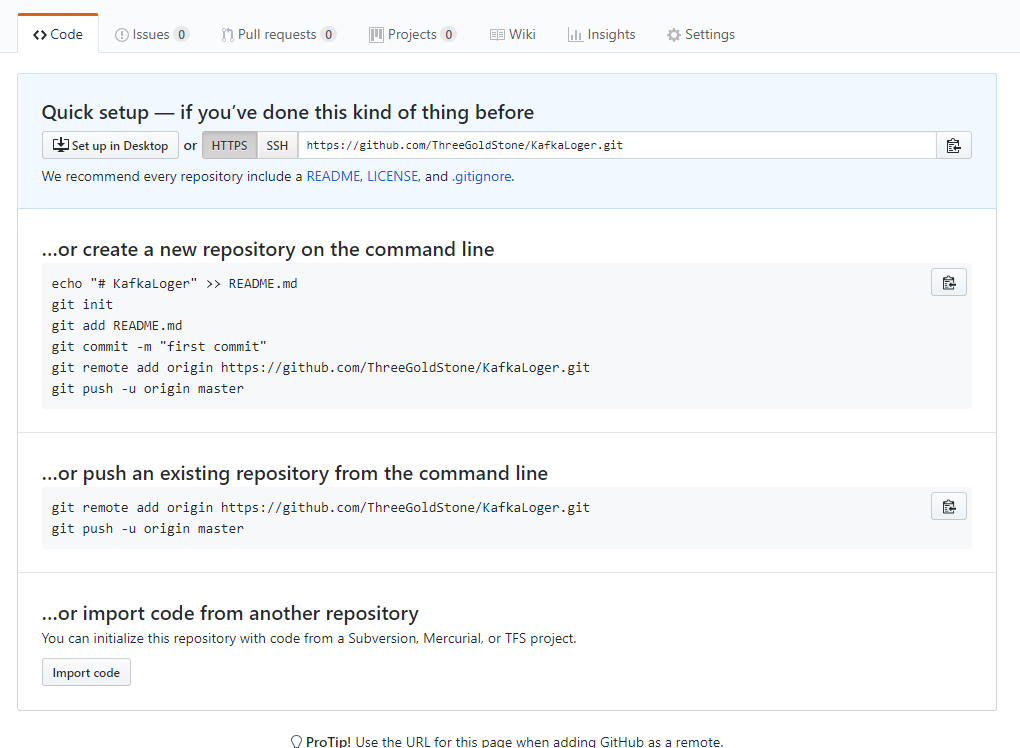 Code Issues 0 Pull requests 0 Projects 0 Wiki Insights Settings
Quick setup — if you’ve done this kind of thing before
Set up in Desktop or HTTPS SSH https://github.com/ThreeGoldStone/KafkaLoger.git
We recommend every repository include a README, LICENSE, and .gitignore.
...or create a new repository on the command line
echo "# KafkaLoger" >> README.md
git init
git add README.md
git commit -m "first commit"
git remote add origin https://github.com/ThreeGoldStone/KafkaLoger.git
git push -u origin master
...or push an existing repository from the command line
git remote add origin https://github.com/ThreeGoldStone/KafkaLoger.git
git push -u origin master
...or import code from another repository
You can initialize this repository with code from a Subversion, Mercurial, or TFS project.
Import code
ProTip! Use the URL for this page when adding GitHub as a remote.